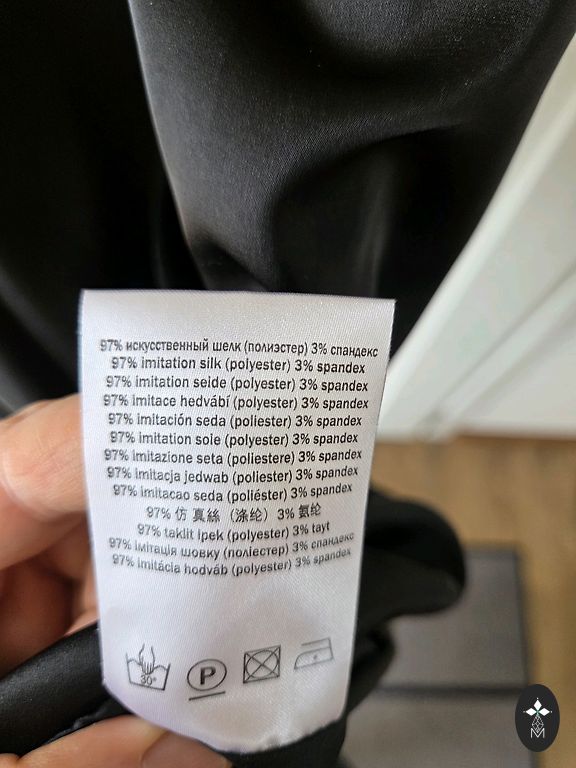 97% искусственный шелк (полиэстер) 3% спандекс
97% imitation silk (polyester) 3% spandex
97% imitation seide (polyester) 3% spandex
97% imitace hedvábí (polyester) 3% spandex
97% imitación seda (poliester) 3% spandex
97% imitation soie (polyester) 3% spandex
97% imitazione seta (poliestere) 3% spandex
97% imitacja jedwab (poliester) 3% spandex
97% imitacao seda (poliéster) 3% spandex
97% 仿 真絲（涤纶）3% 氨纶
97% taklit ipek (polyester) 3% tayt
97% імітація шовку (поліестер) 3% спандекс
97% imitácia hodváb (poliester) 3% spandex
30° P
M